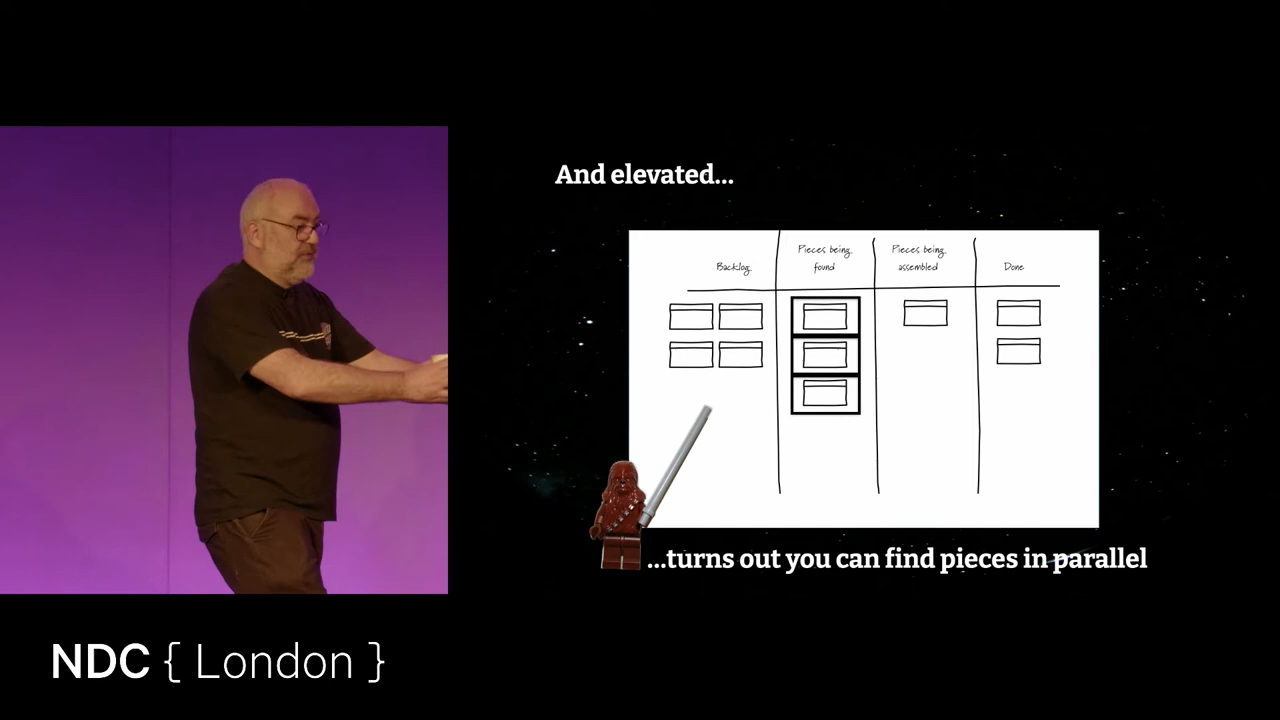 And elevated...
Pieces being
found
Pieces being
assembled
Backlog
Done
...turns out you can find pieces in parallel
NDC { London }